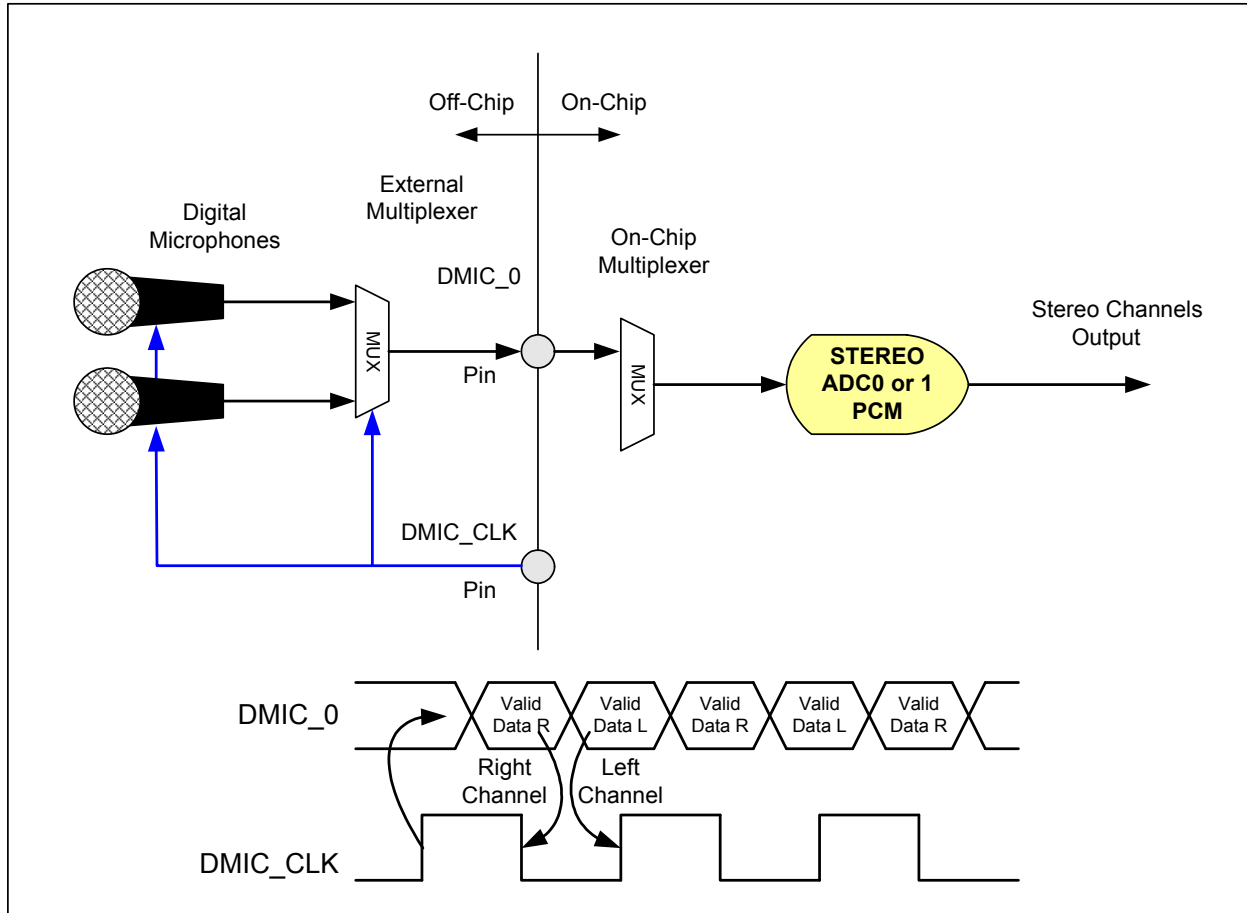 Off-Chip
On-Chip
External
Multiplexer
Digital
Microphones
On-Chip
Multiplexer
DMIC_0
Stereo Channels
Output
MUX
MUX
STEREO
ADC0 or 1
PCM
Pin
DMIC_CLK
Pin
DMIC_0
Valid
Data R
Valid
Data L
Valid
Data R
Valid
Data L
Valid
Data R
Right
Channel
Left
Channel
DMIC_CLK